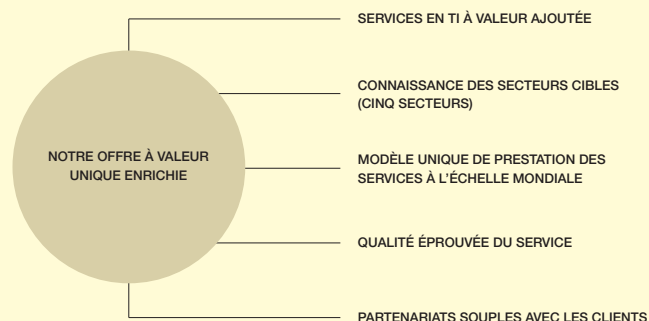 SERVICES EN TI À VALEUR AJOUTÉE
CONNAISSANCE DES SECTEURS CIBLES
(CINQ SECTEURS)
NOTRE OFFRE À VALEUR
UNIQUE ENRICHIE
MODÈLE UNIQUE DE PRESTATION DES
SERVICES À L'ÉCHELLE MONDIALE
QUALITÉ ÉPROUVÉE DU SERVICE
PARTENARIATS SOUPLES AVEC LES CLIENTS